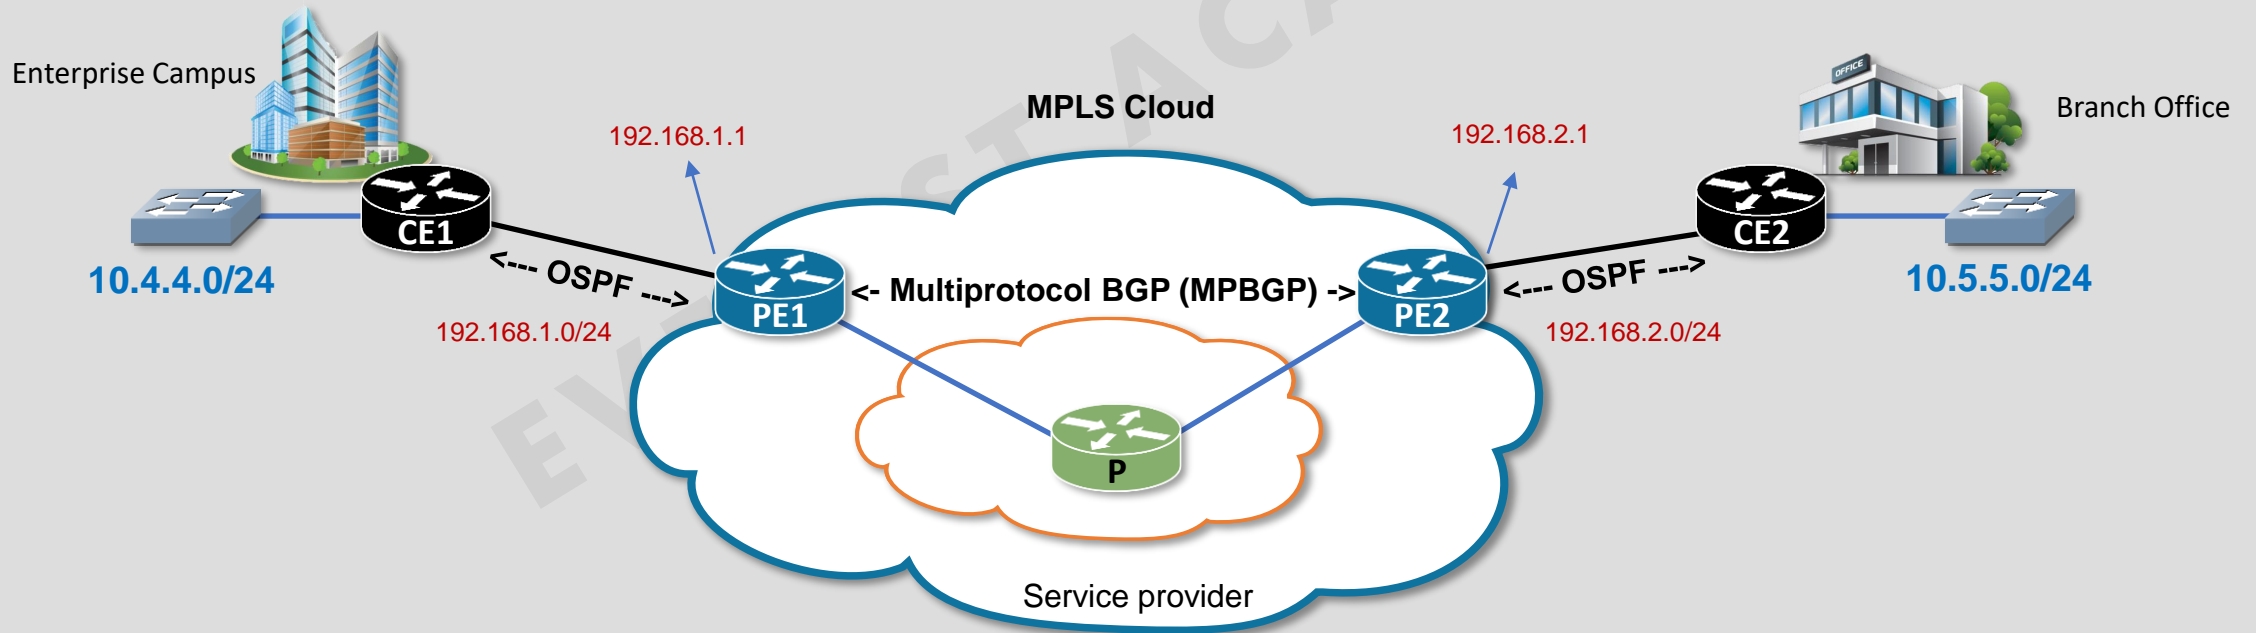 Enterprise Campus
MPLS Cloud
Branch Office
OFFICE
192.168.1.1
192.168.2.1
CE1
CE2
10.4.4.0/24
<--- OSPF --->
<- Multiprotocol BGP (MPBGP) ->
<--- OSPF --->
10.5.5.0/24
PE1
PE2
192.168.1.0/24
192.168.2.0/24
P
Service provider